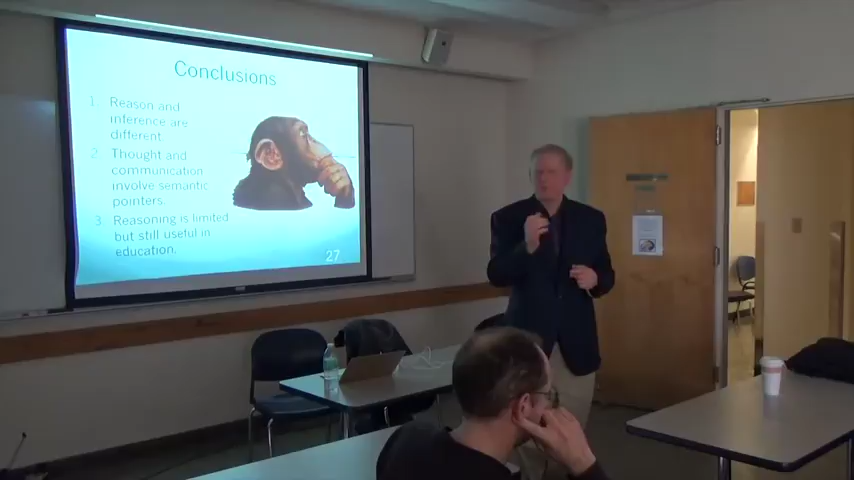 Conclusions
1. Reason and
inference are
different.
2. Thought and
communication
involve semantic
pointers.
3. Reasoning is limited
but still useful in
education.
27